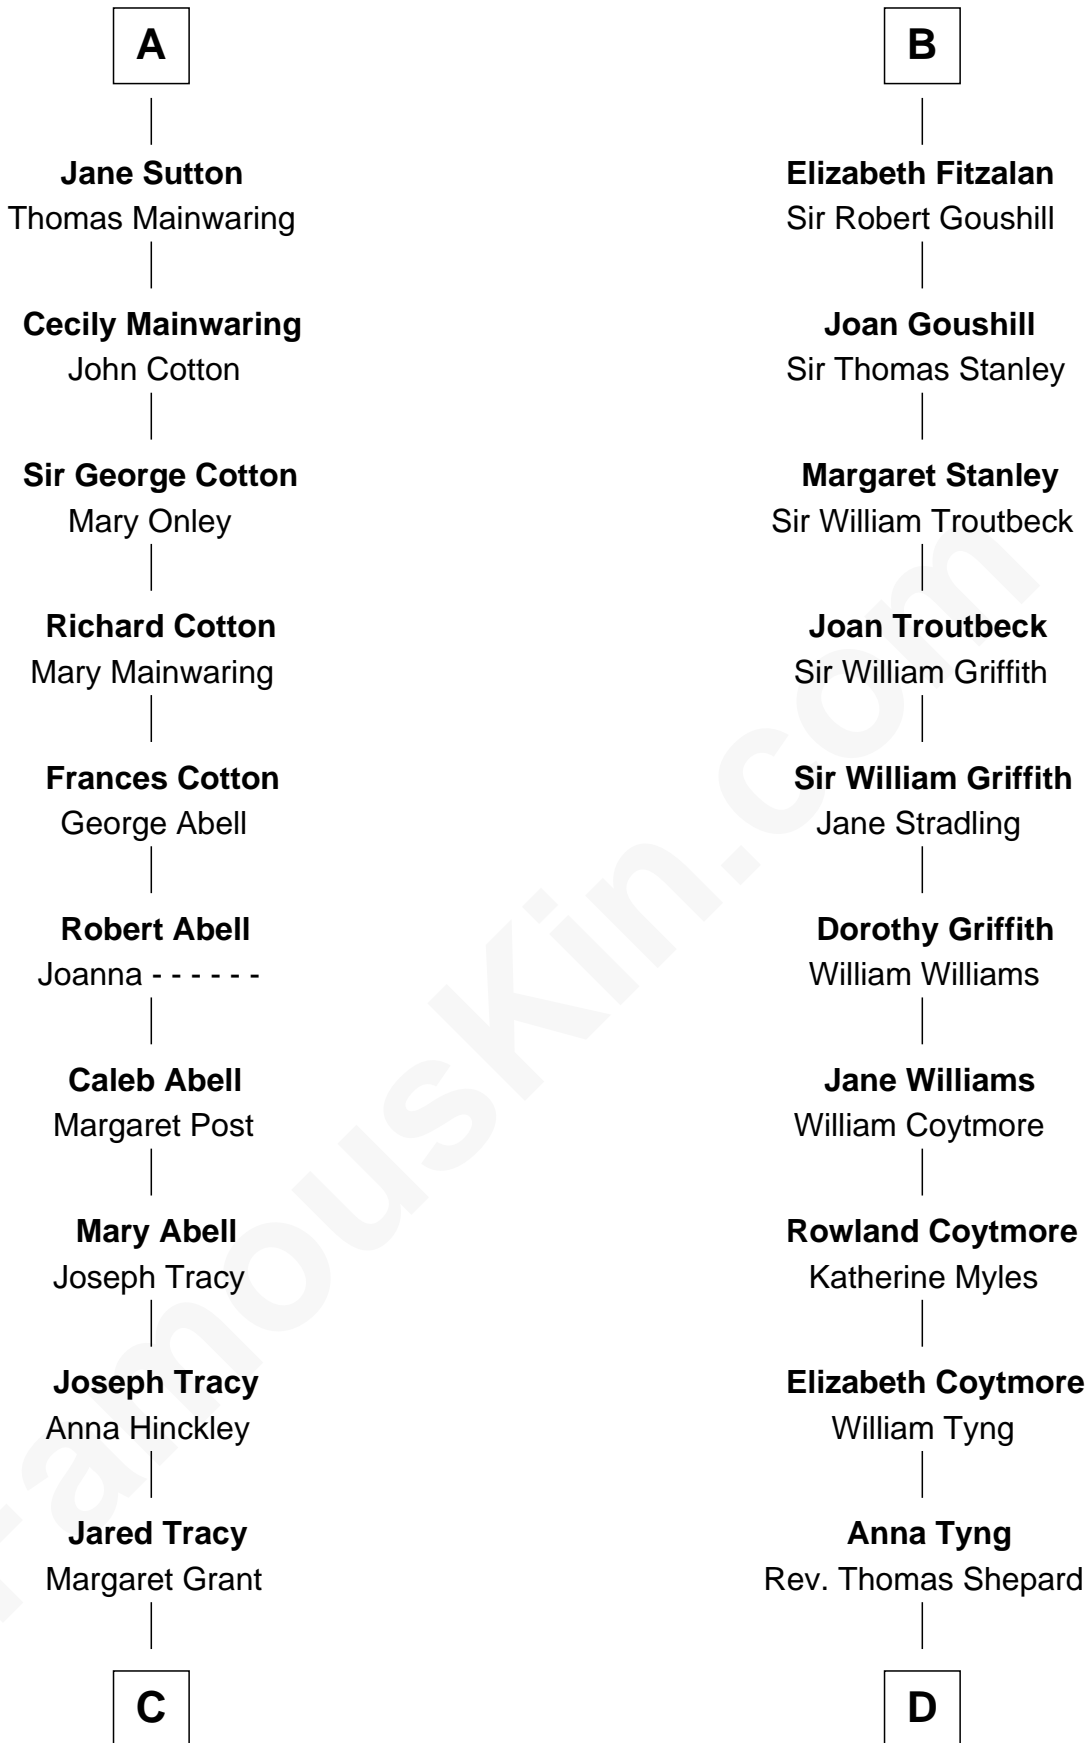 A
Jane Sutton
Thomas Mainwaring
Cecily Mainwaring
John Cotton
Sir George Cotton
Mary Onley
Richard Cotton
Mary Mainwaring
Frances Cotton
George Abell
Robert Abell
Joanna - - - - - -
Caleb Abell
Margaret Post
Mary Abell
Joseph Tracy
Joseph Tracy
Anna Hinckley
Jared Tracy
Margaret Grant
C
B
Elizabeth Fitzalan
Sir Robert Goushill
Joan Goushill
Sir Thomas Stanley
Margaret Stanley
Sir William Troutbeck
Joan Troutbeck
Sir William Griffith
Sir William Griffith
Jane Stradling
Dorothy Griffith
William Williams
Jane Williams
William Coytmore
Rowland Coytmore
Katherine Myles
Elizabeth Coytmore
William Tyng
Anna Tyng
Rev. Thomas Shepard
D
FamousKin.com